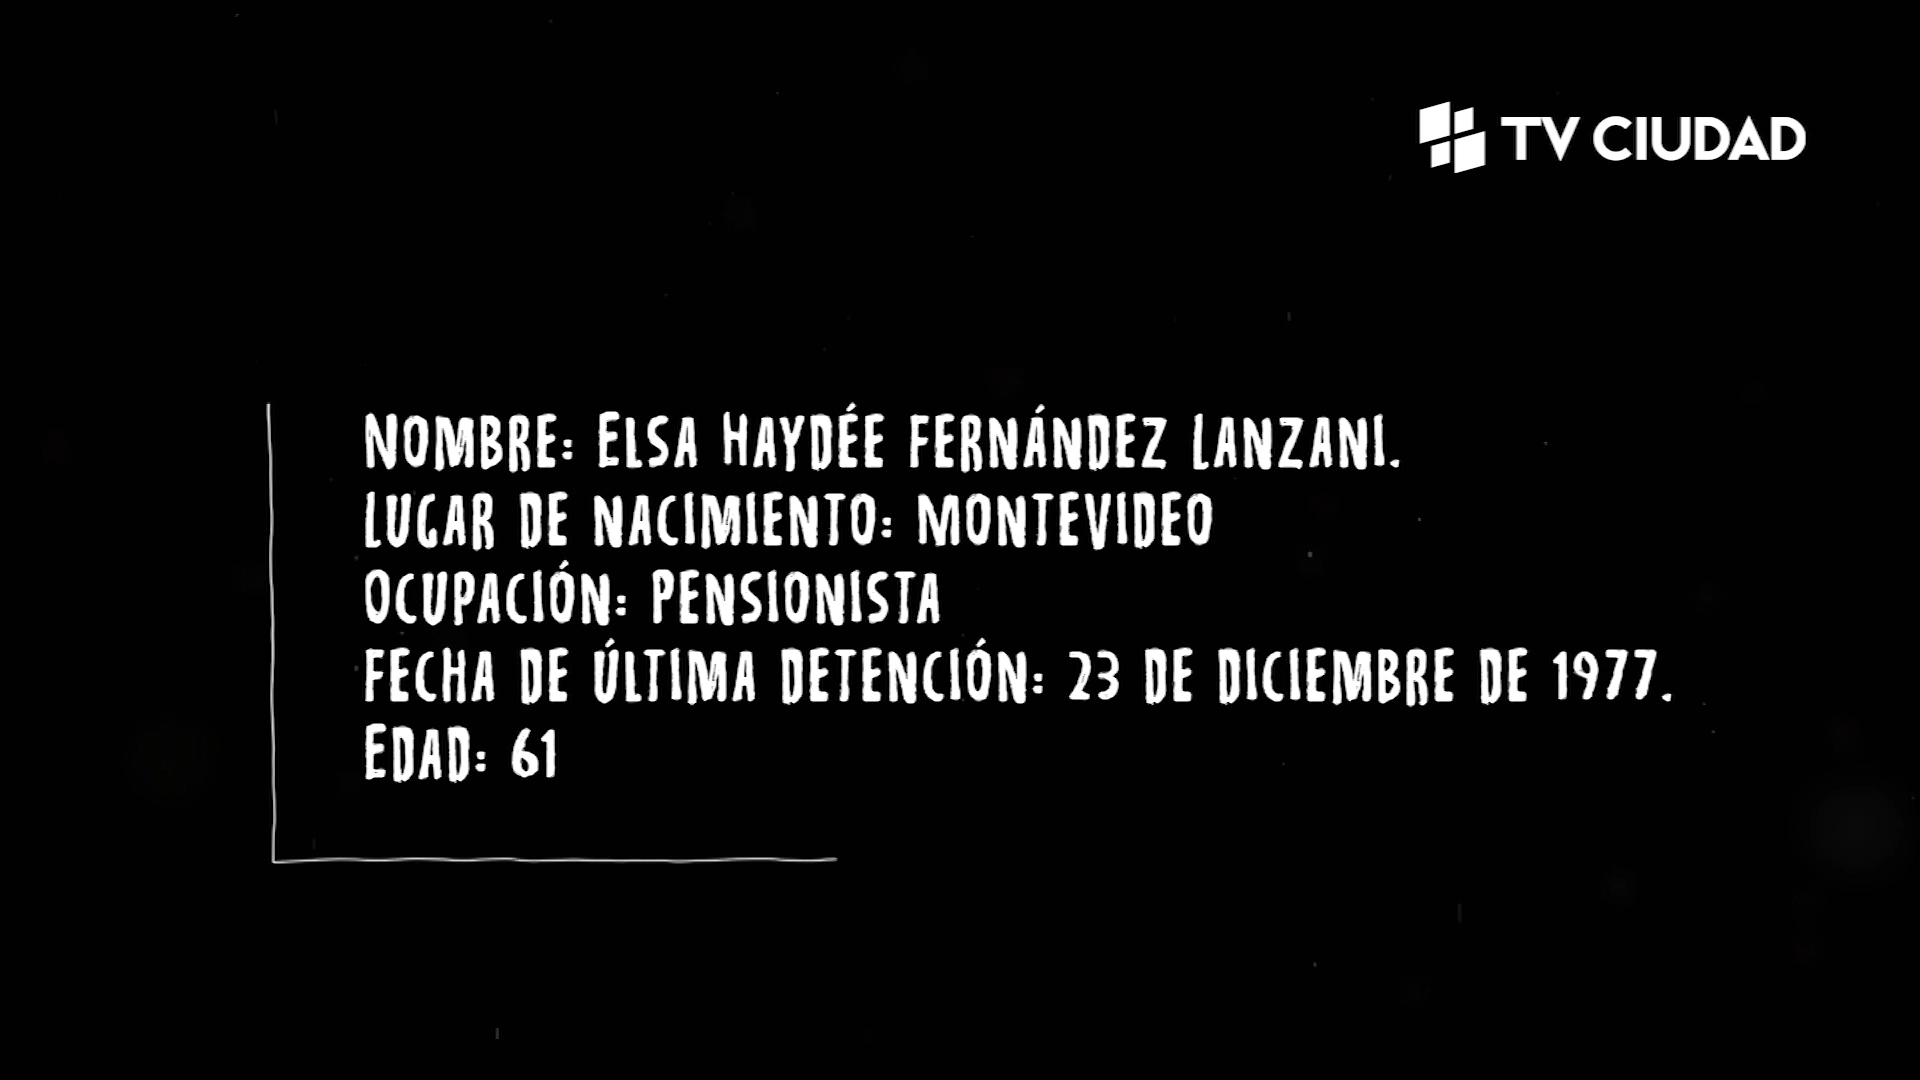 TV CIUDAD
Nombre: Elsa Haydée Fernández Lanzani.
Lugar de nacimiento: Montevideo
Ocupación: Pensionista
Fecha de última detención: 23 de diciembre de 1977.
Edad: 61